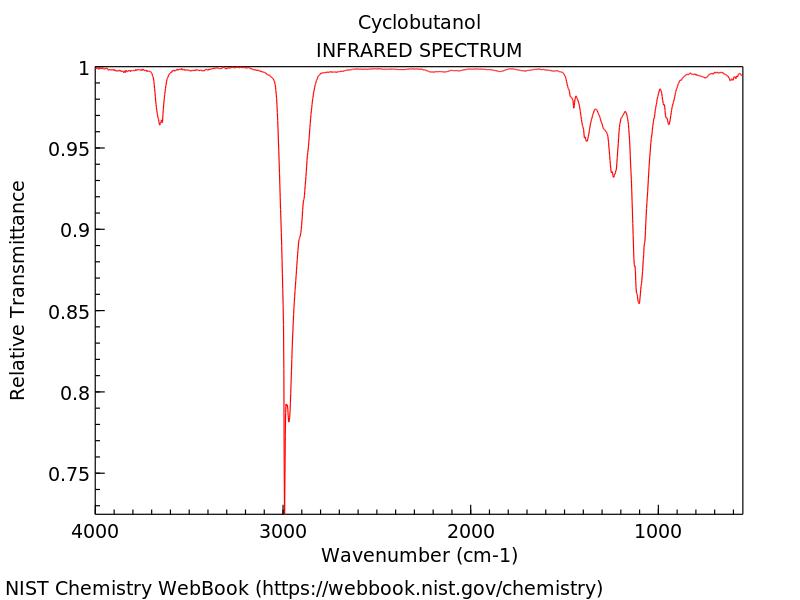 Cyclobutanol
INFRARED SPECTRUM
1
0.95
0.9
0.85
0.8
0.75
Relative Transmittance
4000 3000 2000 1000
Wavenumber (cm-1)
NIST Chemistry WebBook (https://webbook.nist.gov/chemistry)